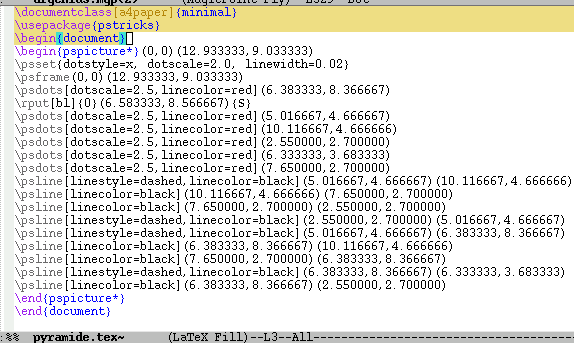 \documentclass[a4paper]{minimal}
\usepackage{pstricks}
\begin{document}
\begin{pspicture*}(0,0)(12.933333,9.033333)
\psset{dotstyle=x, dotscale=2.0, linewidth=0.02}
\psframe(0,0)(12.933333,9.033333)
\psdots[dotscale=2.5,linecolor=red](6.383333,8.366667)
\rput[bl]{0}(6.583333,8.566667){S}
\psdots[dotscale=2.5,linecolor=red](5.016667,4.666667)
\psdots[dotscale=2.5,linecolor=red](10.116667,4.666666)
\psdots[dotscale=2.5,linecolor=red](2.550000,2.700000)
\psdots[dotscale=2.5,linecolor=red](6.333333,3.683333)
\psdots[dotscale=2.5,linecolor=red](7.650000,2.700000)
\psline[linestyle=dashed,linecolor=black](5.016667,4.666667)(10.116667,4.666666)
\psline[linecolor=black](10.116667,4.666666)(7.650000,2.700000)
\psline[linecolor=black](7.650000,2.700000)(2.550000,2.700000)
\psline[linestyle=dashed,linecolor=black](2.550000,2.700000)(5.016667,4.666667)
\psline[linestyle=dashed,linecolor=black](5.016667,4.666667)(6.383333,8.366667)
\psline[linecolor=black](6.383333,8.366667)(10.116667,4.666666)
\psline[linecolor=black](7.650000,2.700000)(6.383333,8.366667)
\psline[linestyle=dashed,linecolor=black](6.383333,8.366667)(6.333333,3.683333)
\psline[linecolor=black](6.383333,8.366667)(2.550000,2.700000)
\end{pspicture*}
\end{document}
:%% pyramide.tex~ (LaTeX Fill)--L3--All--------------------------------